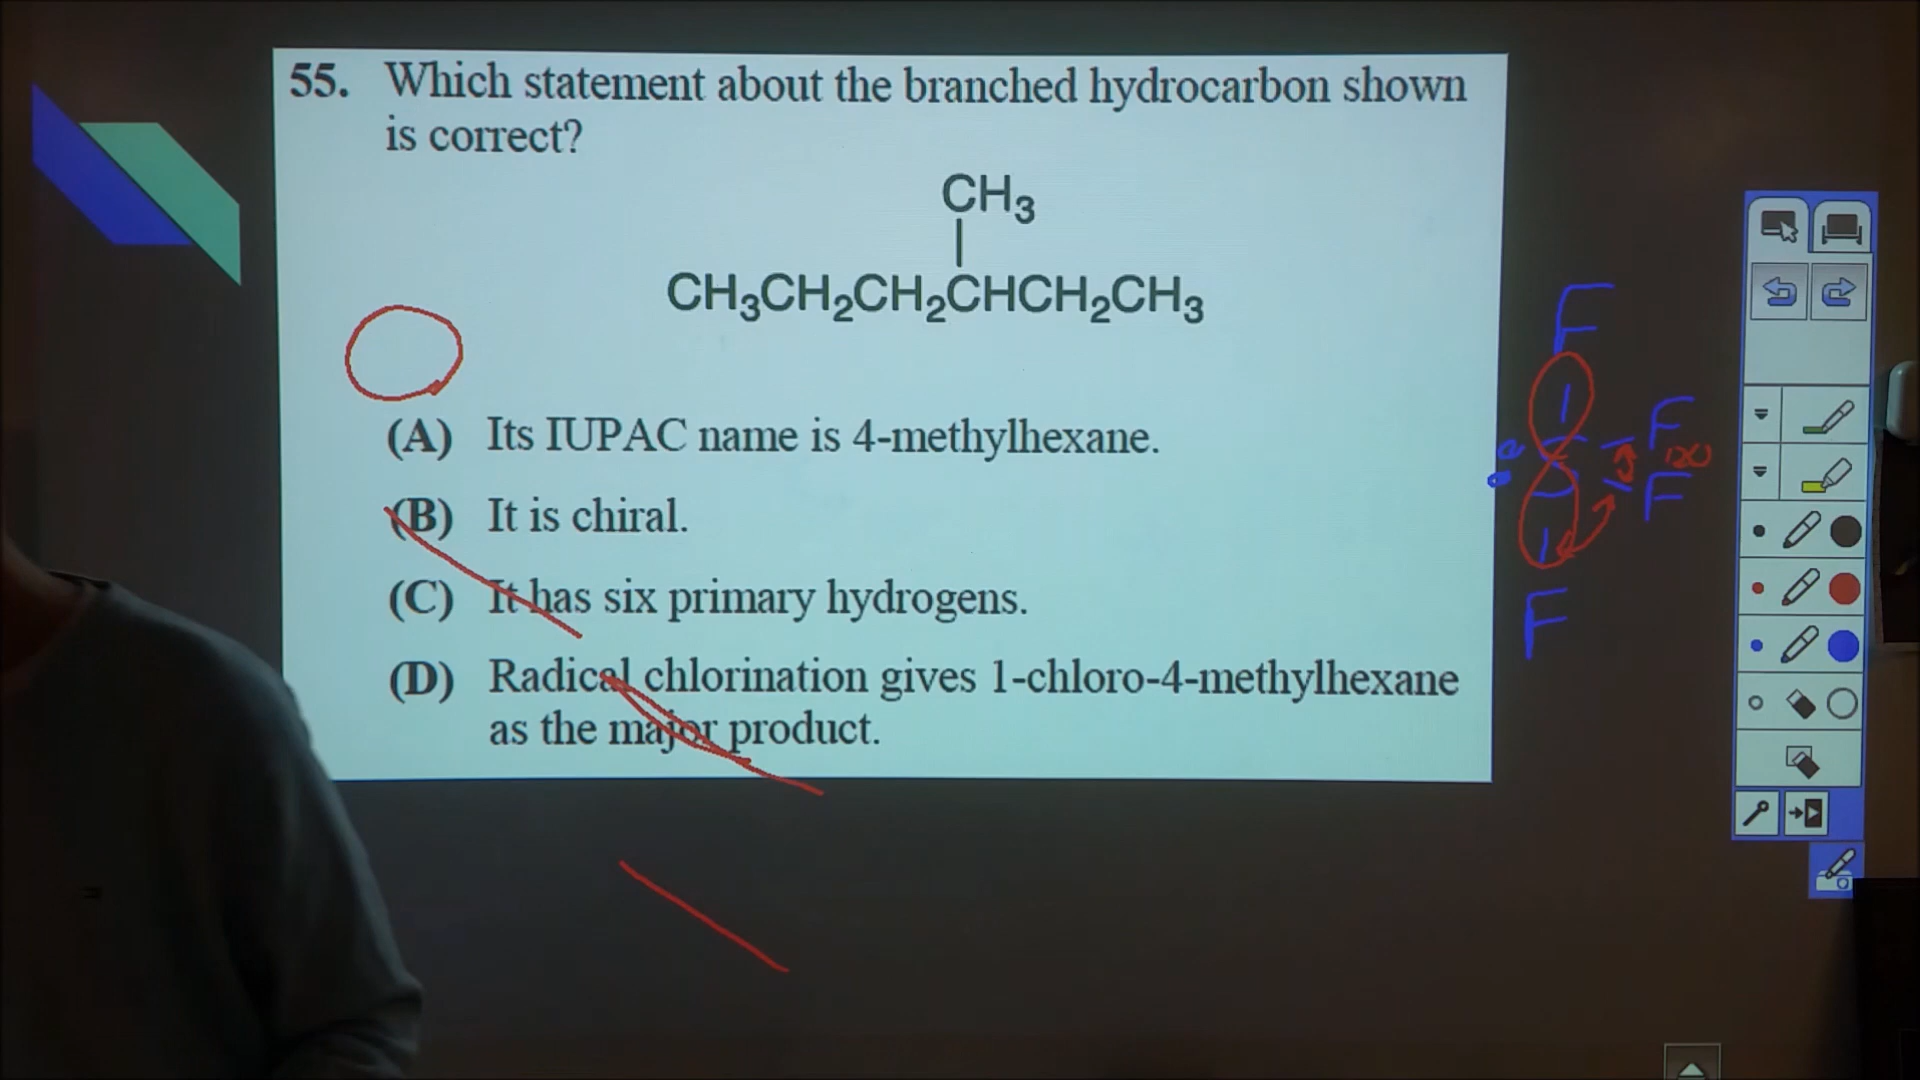 55. Which statement about the branched hydrocarbon shown
is correct?
CH₃
CH₃CH₂CH₂CHCH₂CH₃
(A) Its IUPAC name is 4-methylhexane.
(B) It is chiral.
(C) It has six primary hydrogens.
(D) Radical chlorination gives 1-chloro-4-methylhexane
as the major product.
F
F
F
F